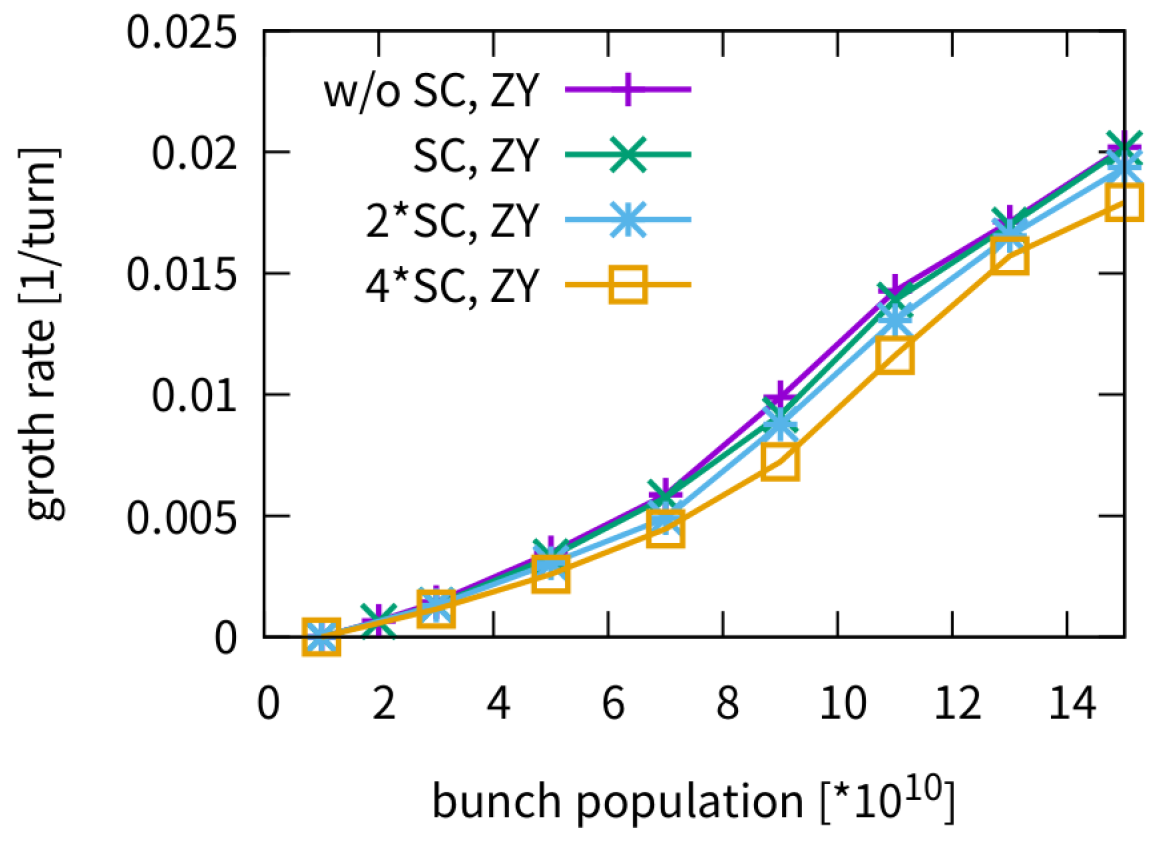 0.025
0.02
0.015
0.01
0.005
0
groth rate [1/turn]
w/o SC, ZY
SC, ZY
2*SC, ZY
4*SC, ZY
0 2 4 6 8 10 12 14
bunch population [*10¹⁰]